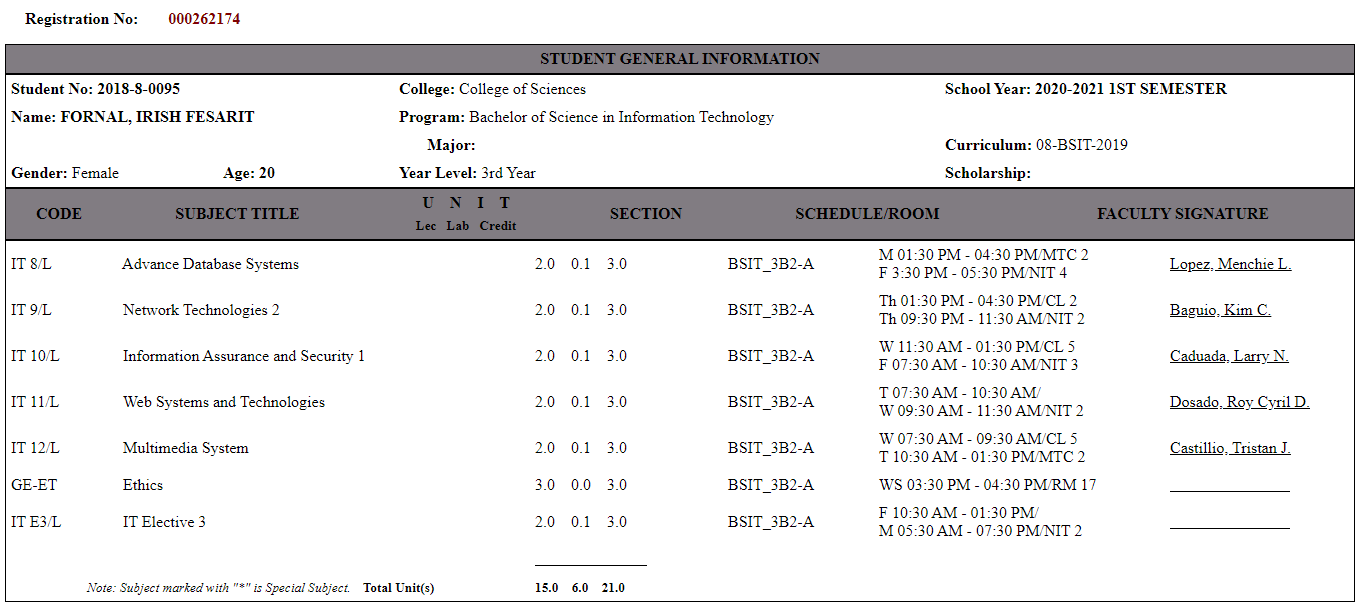 Registration No: 000262174
STUDENT GENERAL INFORMATION
Student No: 2018-8-0095 College: College of Sciences School Year: 2020-2021 1ST SEMESTER
Name: FORNAL, IRISH FESARIT Program: Bachelor of Science in Information Technology
Major: Curriculum: 08-BSIT-2019
Gender: Female Age: 20 Year Level: 3rd Year Scholarship:
CODE SUBJECT TITLE U N I T SECTION SCHEDULE/ROOM FACULTY SIGNATURE
Lec Lab Credit
IT 8/L Advance Database Systems 2.0 0.1 3.0 BSIT_3B2-A M 01:30 PM - 04:30 PM/MTC 2 Lopez, Menchie L.
F 3:30 PM - 05:30 PM/NIT 4
IT 9/L Network Technologies 2 2.0 0.1 3.0 BSIT_3B2-A Th 01:30 PM - 04:30 PM/CL 2 Baguio, Kim C.
Th 09:30 PM - 11:30 AM/NIT 2
IT 10/L Information Assurance and Security 1 2.0 0.1 3.0 BSIT_3B2-A W 11:30 AM - 01:30 PM/CL 5 Caduada, Larry N.
F 07:30 AM - 10:30 AM/NIT 3
IT 11/L Web Systems and Technologies 2.0 0.1 3.0 BSIT_3B2-A T 07:30 AM - 10:30 AM/ Dosado, Roy Cyril D.
W 09:30 AM - 11:30 AM/NIT 2
IT 12/L Multimedia System 2.0 0.1 3.0 BSIT_3B2-A W 07:30 AM - 09:30 AM/CL 5 Castillio, Tristan J.
T 10:30 AM - 01:30 PM/MTC 2
GE-ET Ethics 3.0 0.0 3.0 BSIT_3B2-A WS 03:30 PM - 04:30 PM/RM 17
IT E3/L IT Elective 3 2.0 0.1 3.0 BSIT_3B2-A F 10:30 AM - 01:30 PM/
M 05:30 AM - 07:30 PM/NIT 2
Note: Subject marked with "*" is Special Subject. Total Unit(s) 15.0 6.0 21.0